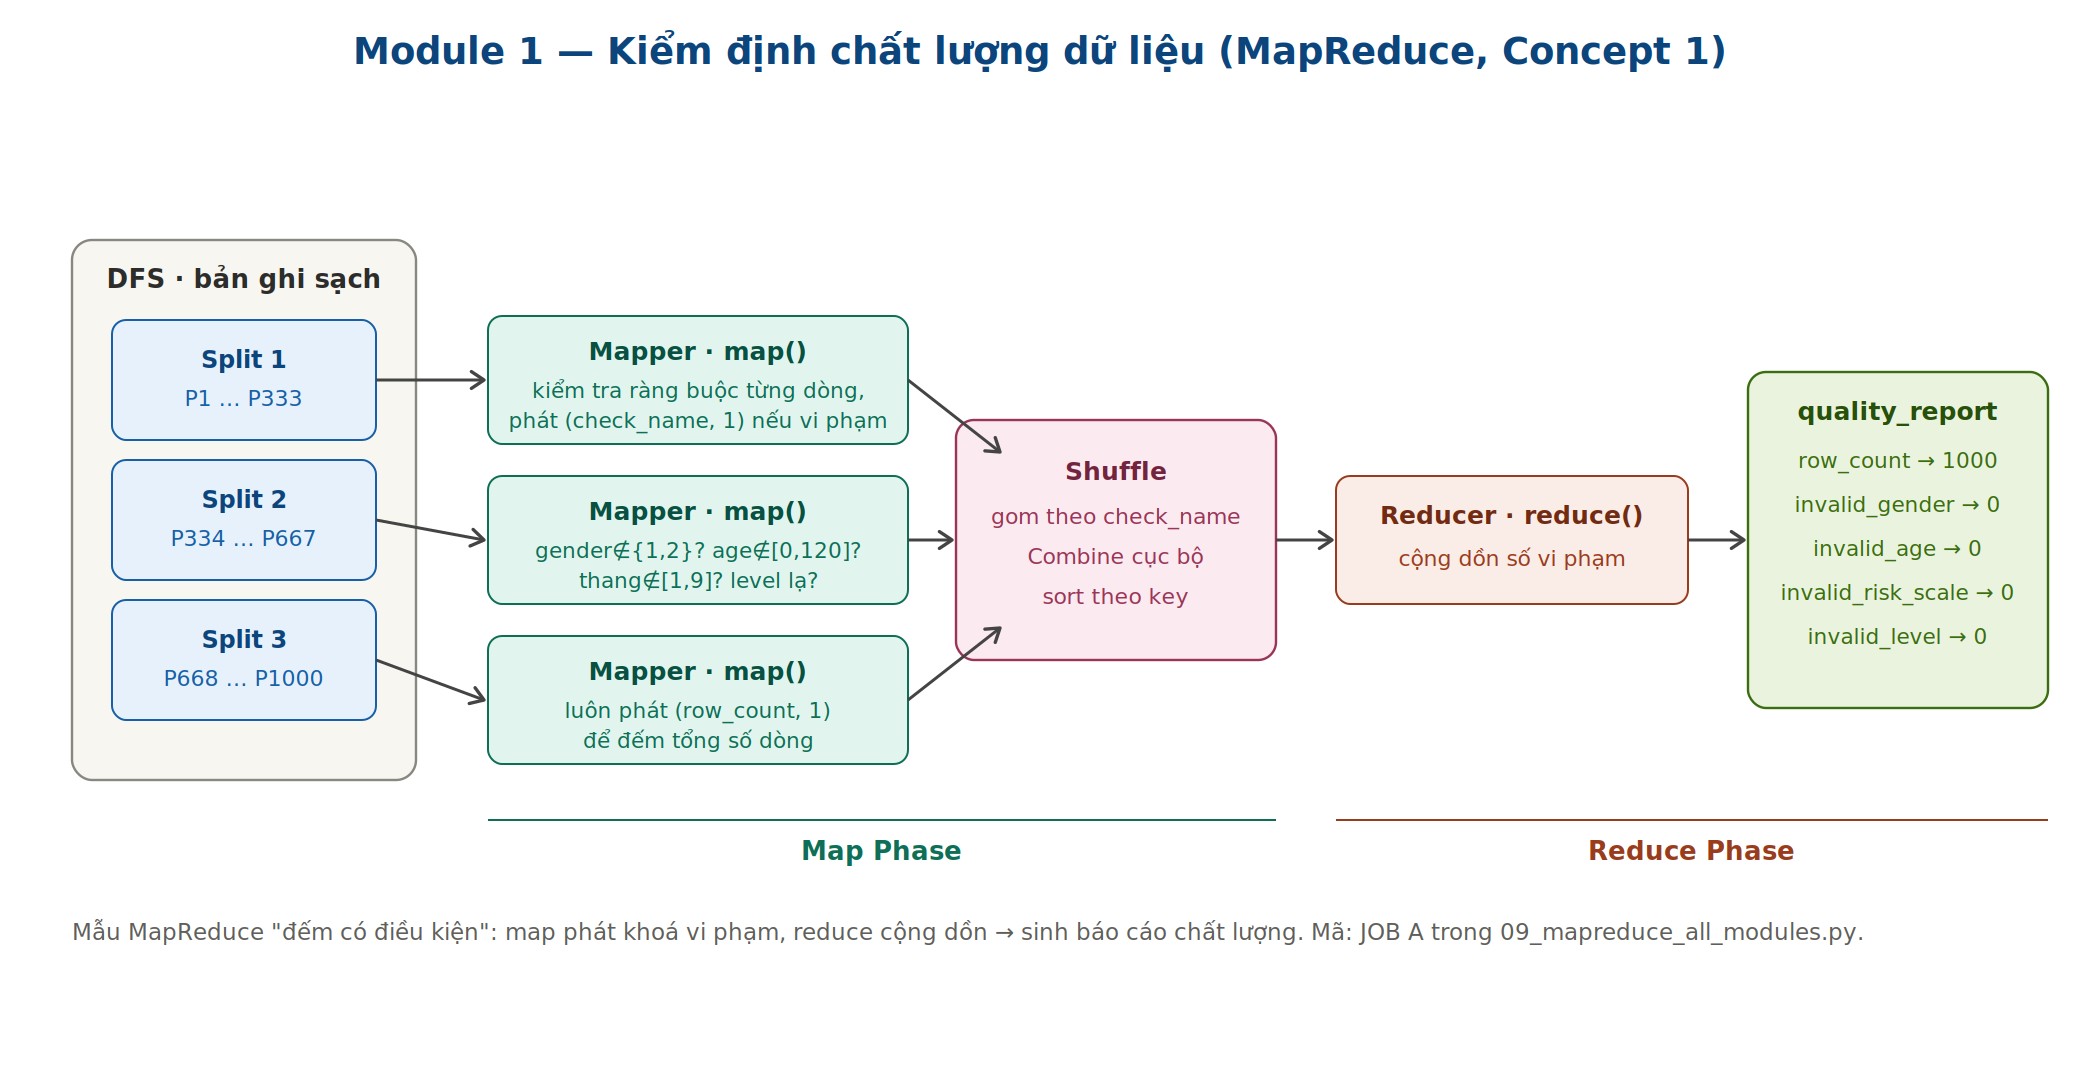 Module 1 — Kiểm định chất lượng dữ liệu (MapReduce, Concept 1)
DFS · bản ghi sạch
Split 1
P1 … P333
Split 2
P334 … P667
Split 3
P668 … P1000
Mapper · map()
kiểm tra ràng buộc từng dòng,
phát (check_name, 1) nếu vi phạm
Mapper · map()
gender∉{1,2}? age∉[0,120]?
thang∉[1,9]? level lạ?
Mapper · map()
luôn phát (row_count, 1)
để đếm tổng số dòng
Shuffle
gom theo check_name
Combine cục bộ
sort theo key
Reducer · reduce()
cộng dồn số vi phạm
quality_report
row_count → 1000
invalid_gender → 0
invalid_age → 0
invalid_risk_scale → 0
invalid_level → 0
Map Phase
Reduce Phase
Mẫu MapReduce "đếm có điều kiện": map phát khoá vi phạm, reduce cộng dồn → sinh báo cáo chất lượng. Mã: JOB A trong 09_mapreduce_all_modules.py.